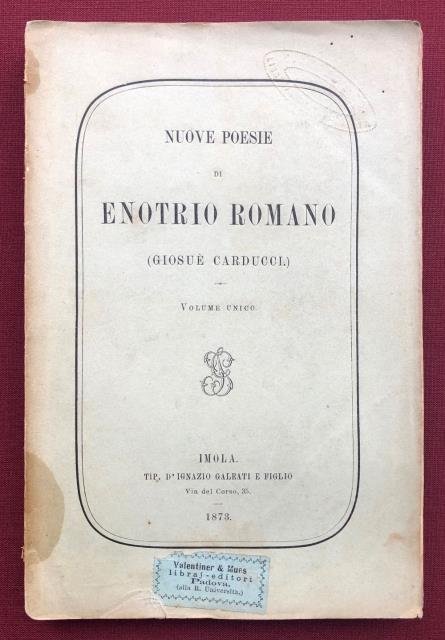 NUOVE POESIE
DI
ENOTRIO ROMANO
(GIOSUÈ CARDUCCI.)
VOLUME UNICO
IMOLA.
TIP. D' IGNAZIO GALEATI E FIGLIO
Via del Corso, 35.
1873.
Valentiner & Mues
libraj-editori
Padova.
(alla R. Università.)